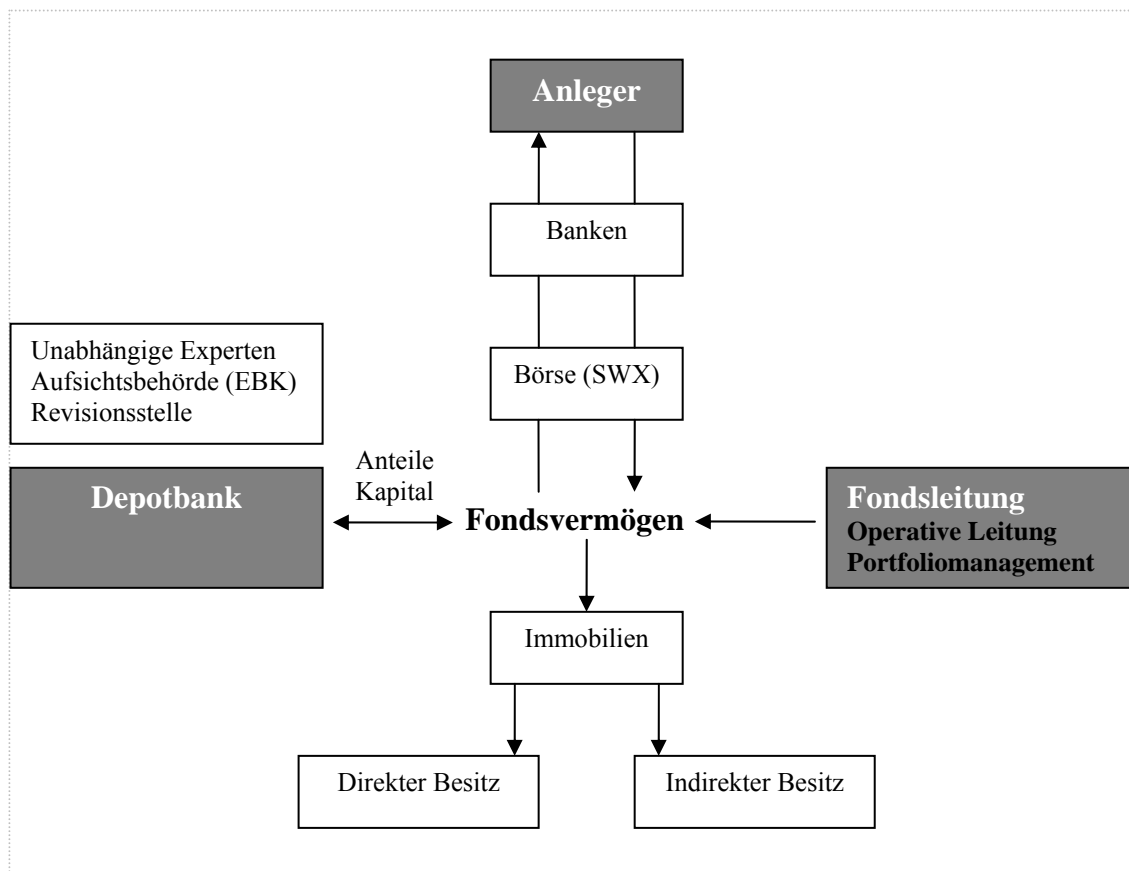 Anleger
Banken
Unabhängige Experten
Aufsichtsbehörde (EBK)
Revisionsstelle
Börse (SWX)
Depotbank
Anteile
Kapital
Fondsvermögen
Fondsleitung
Operative Leitung
Portfoliomanagement
Immobilien
Direkter Besitz
Indirekter Besitz